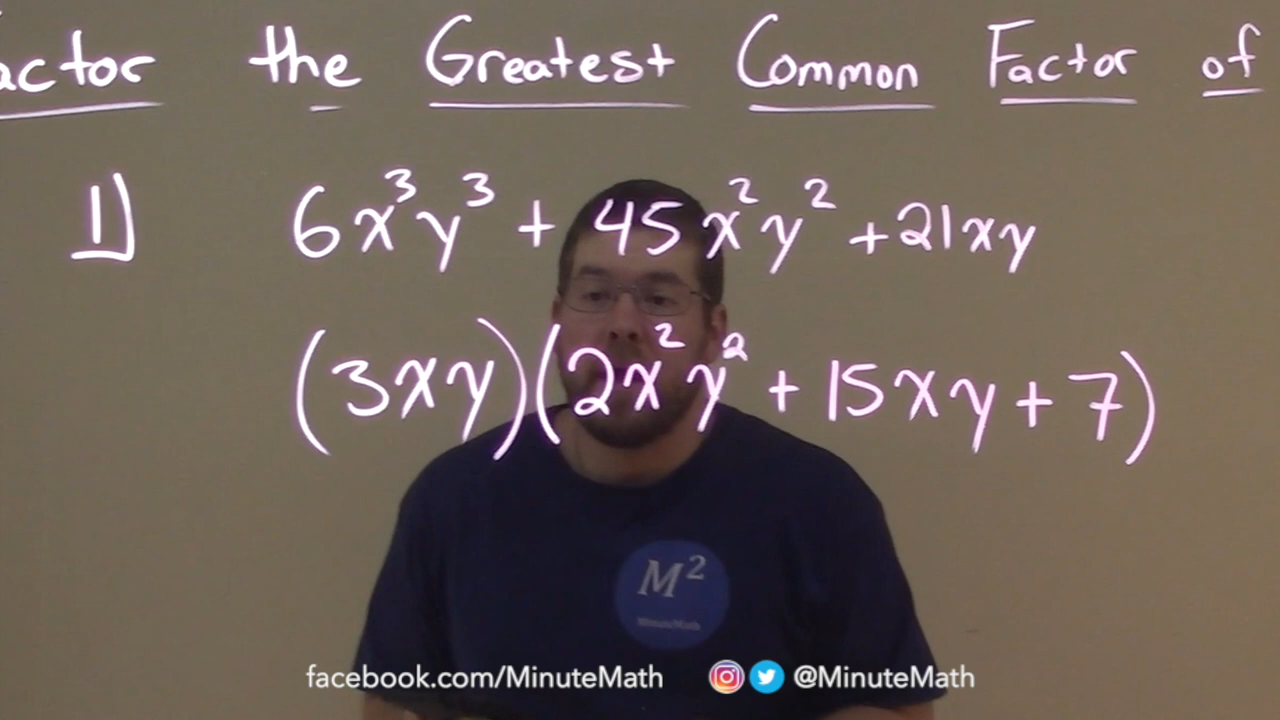 actor the Greatest Common Factor of
1) 6x³y³ + 45x²y² + 21xy
(3xy)(2x²y² + 15xy + 7)
M²
MinuteMath
facebook.com/MinuteMath @MinuteMath